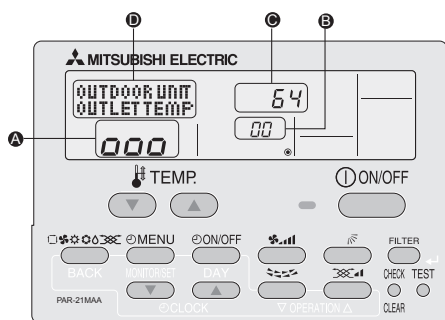 D
C
B
MITSUBISHI ELECTRIC
OUTDOOR UNIT
OUTLET TEMP
64
00
A
000
TEMP.
ON/OFF
MENU
ON/OFF
FILTER
BACK
MONITOR/SET
DAY
CHECK TEST
PAR-21MAA
CLOCK
OPERATION
CLEAR